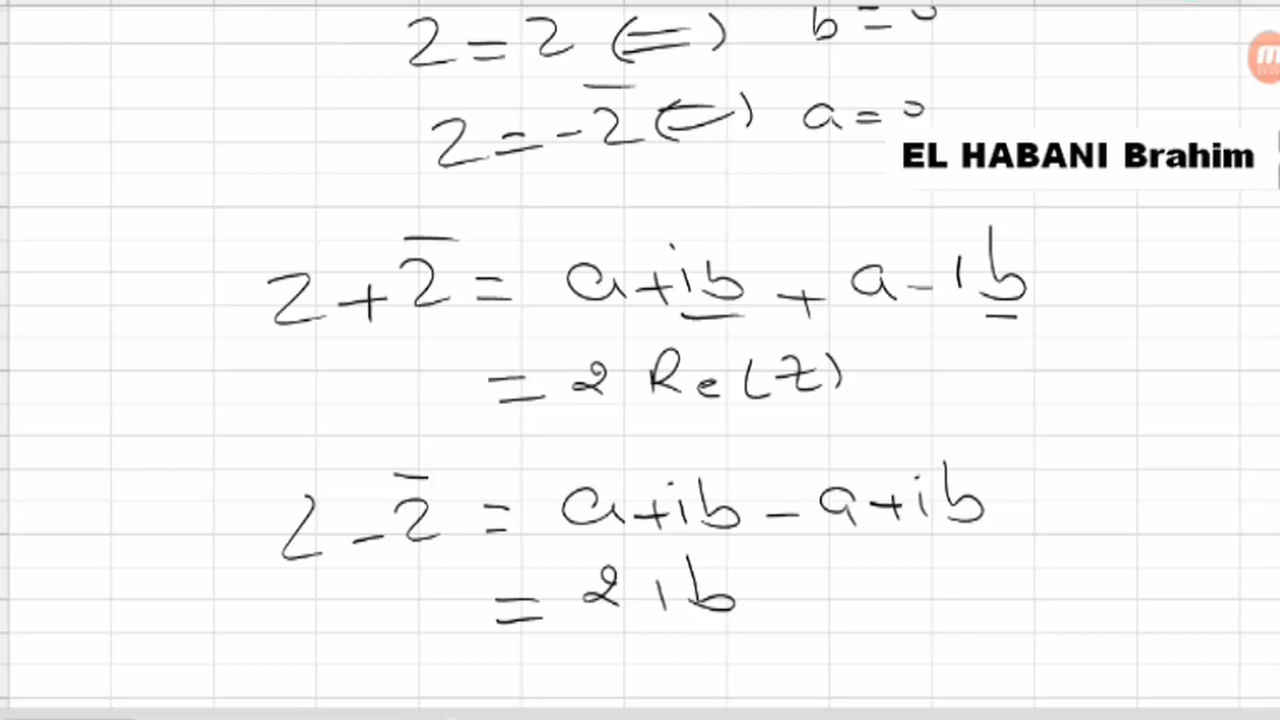 z = z ⟺ b = 0
z = -z̅ ⟺ a = 0
EL HABANI Brahim
z + z̅ = a + ib + a - ib
= 2 Re(z)
z - z̅ = a + ib - a + ib
= 2ib